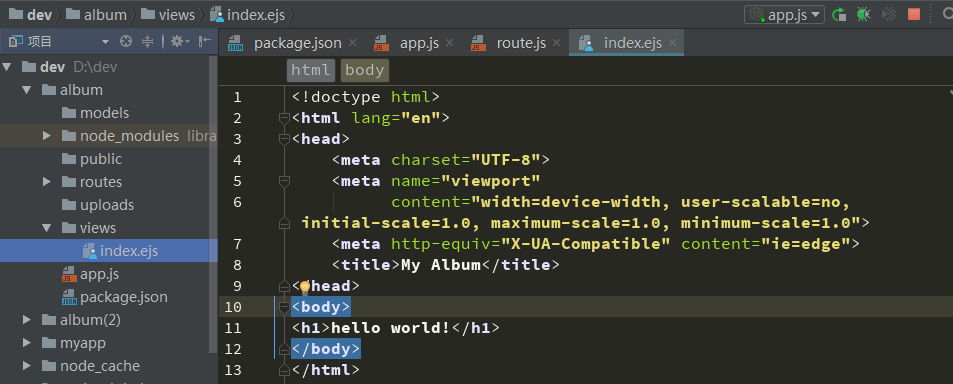 dev album views index.ejs app.js
项目 package.json app.js route.js index.ejs
dev D:\dev html body
album
models
node_modules libra
public
routes
uploads
views
index.ejs
app.js
package.json
album(2)
myapp
node_cache
1 <!doctype html>
2 <html lang="en">
3 <head>
4 <meta charset="UTF-8">
5 <meta name="viewport"
6 content="width=device-width, user-scalable=no,
initial-scale=1.0, maximum-scale=1.0, minimum-scale=1.0">
7 <meta http-equiv="X-UA-Compatible" content="ie=edge">
8 <title>My Album</title>
9 </head>
10 <body>
11 <h1>hello world!</h1>
12 </body>
13 </html>